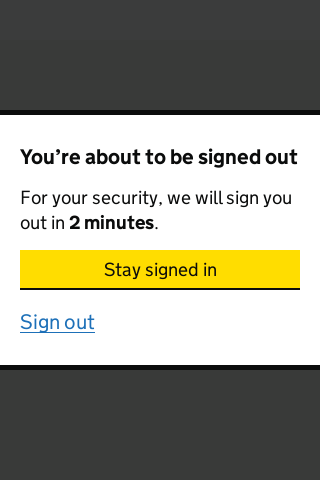 You’re about to be signed out
For your security, we will sign you
out in 2 minutes.
Stay signed in
Sign out